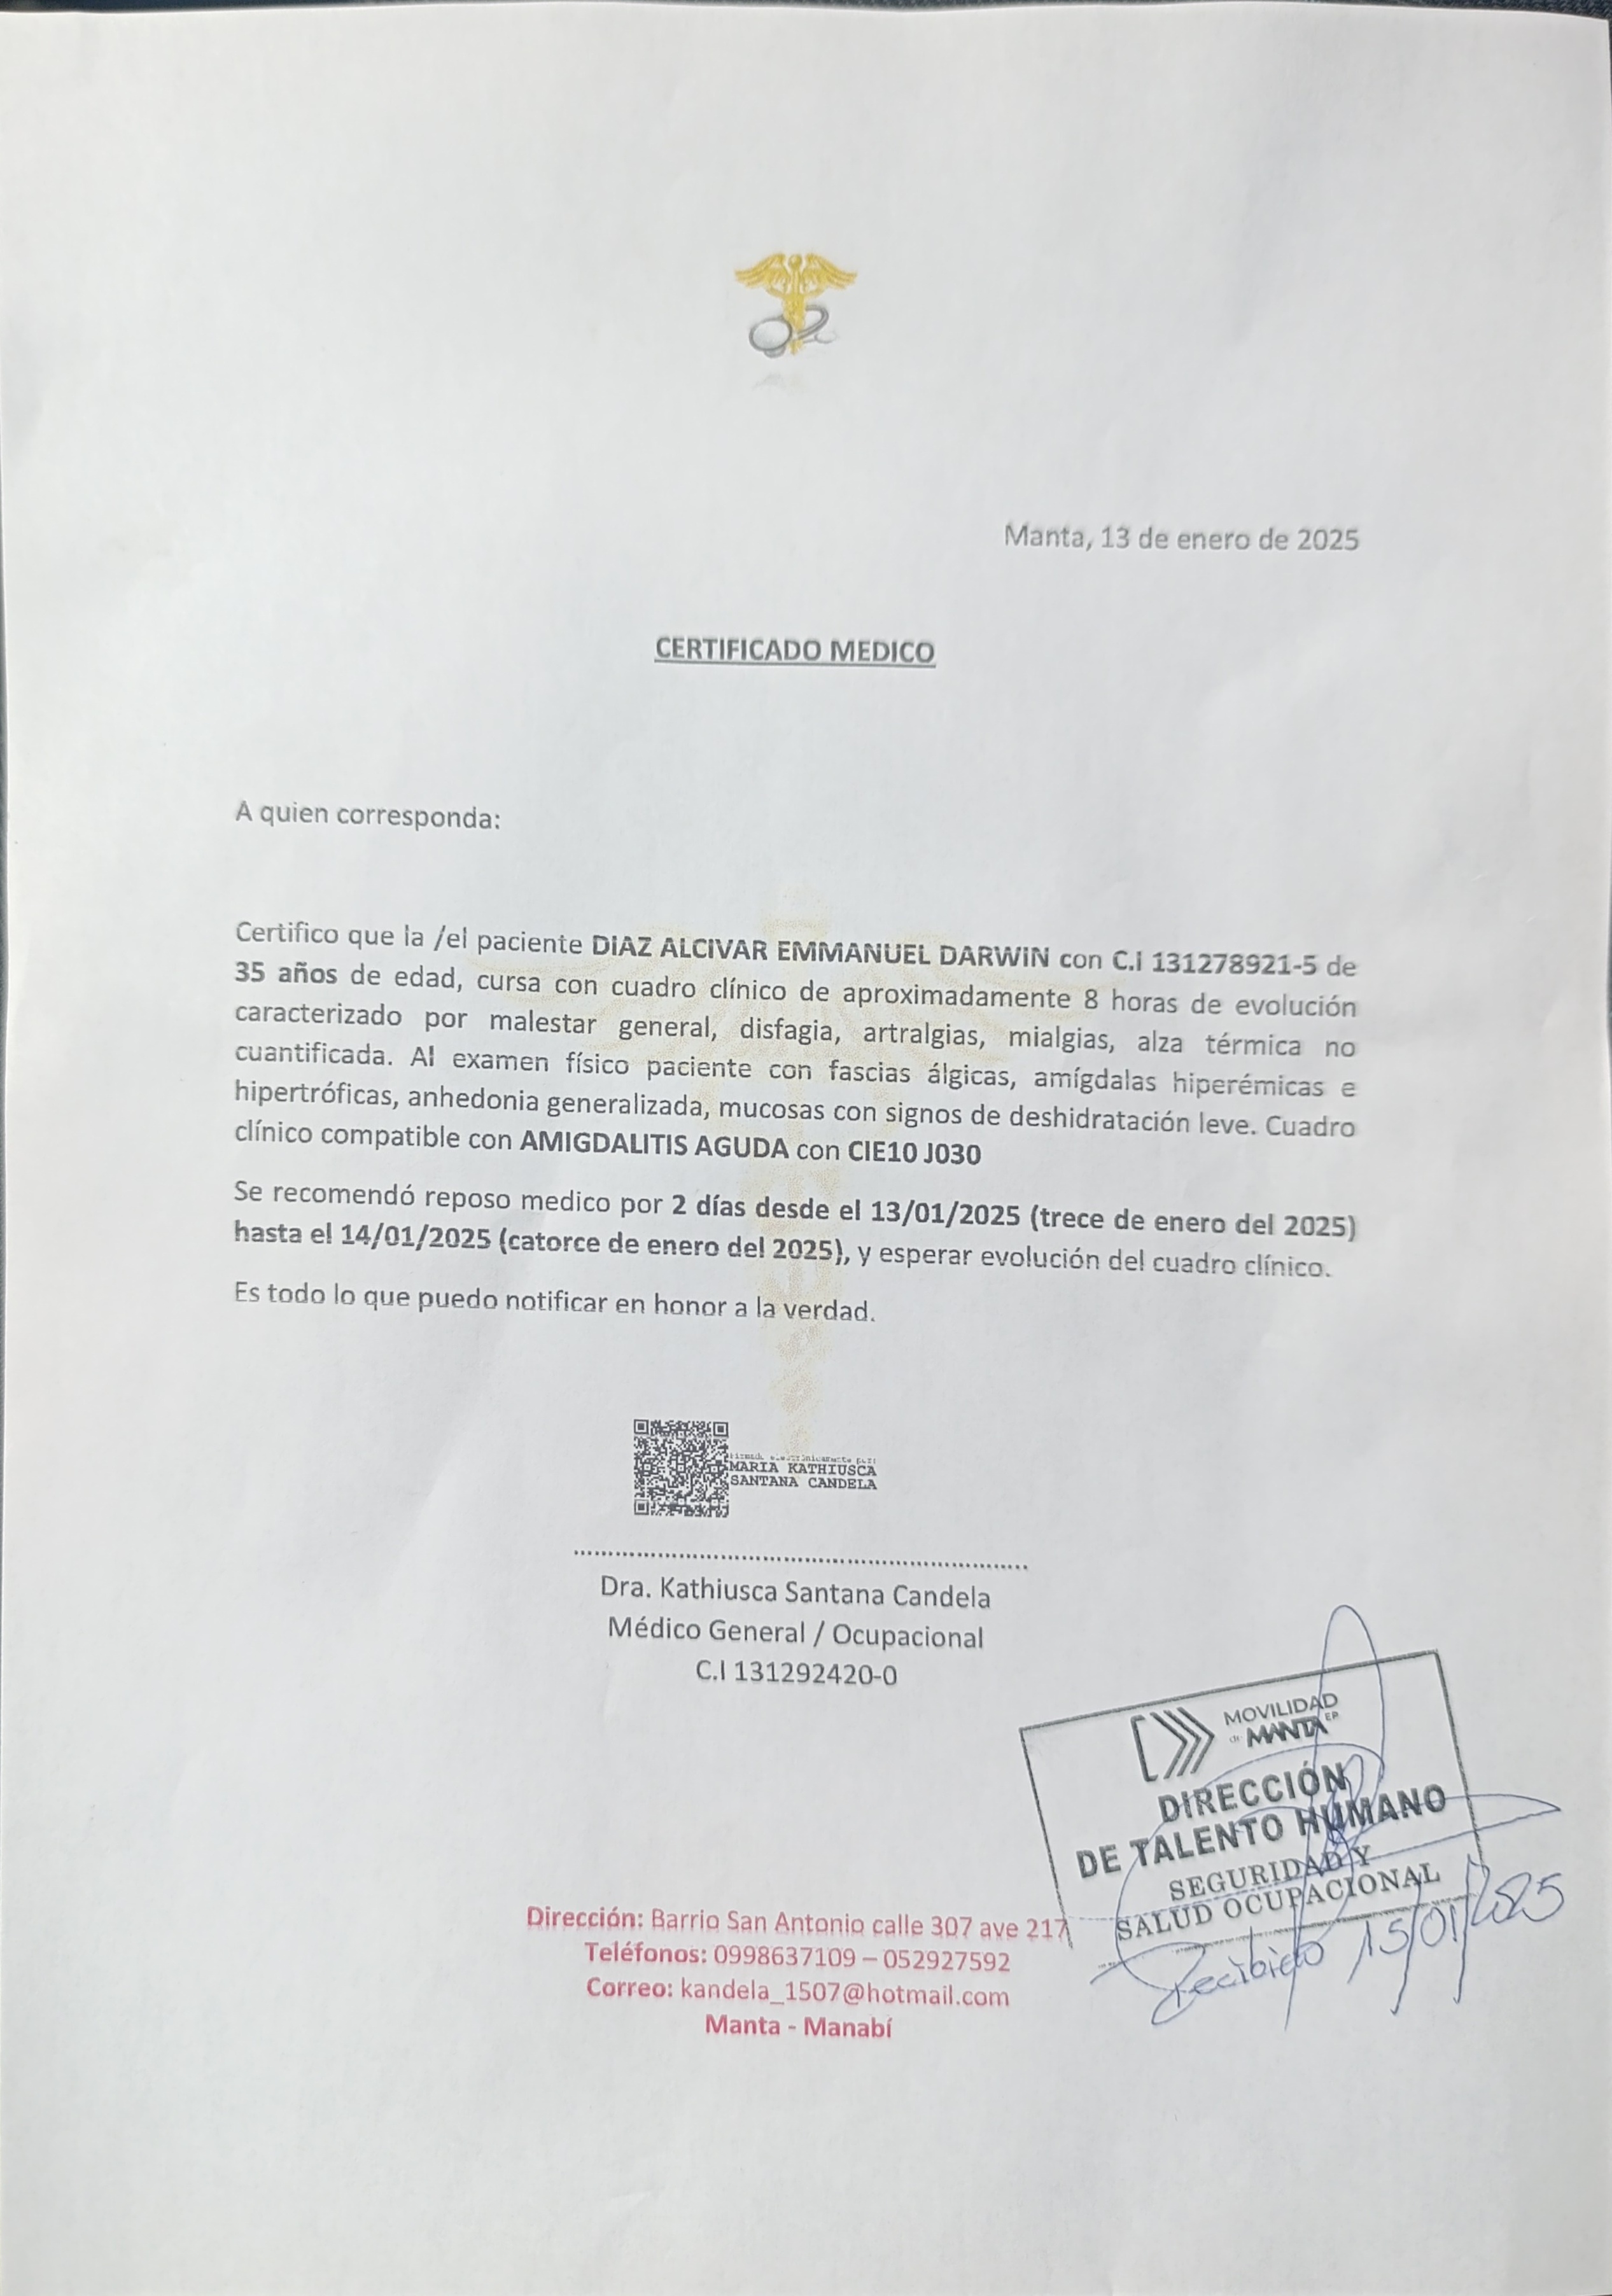 Manta, 13 de enero de 2025
CERTIFICADO MEDICO
A quien corresponda:
Certifico que la /el paciente DIAZ ALCIVAR EMMANUEL DARWIN con C.I 131278921-5 de
35 años de edad, cursa con cuadro clínico de aproximadamente 8 horas de evolución
caracterizado por malestar general, disfagia, artralgias, mialgias, alza térmica no
cuantificada. Al examen físico paciente con fascias álgicas, amígdalas hiperémicas e
hipertróficas, anhedonia generalizada, mucosas con signos de deshidratación leve. Cuadro
clínico compatible con AMIGDALITIS AGUDA con CIE10 J030
Se recomendó reposo medico por 2 días desde el 13/01/2025 (trece de enero del 2025)
hasta el 14/01/2025 (catorce de enero del 2025), y esperar evolución del cuadro clínico.
Es todo lo que puedo notificar en honor a la verdad.
MARIA KATHIUSCA
SANTANA CANDELA
Dra. Kathiusca Santana Candela
Médico General / Ocupacional
C.I 131292420-0
MOVILIDAD
de MANTA EP
DIRECCIÓN
DE TALENTO HUMANO
SEGURIDAD Y
SALUD OCUPACIONAL
Recibido 15/01/2025
Dirección: Barrio San Antonio calle 307 ave 217
Teléfonos: 0998637109 – 052927592
Correo: kandela_1507@hotmail.com
Manta - Manabí